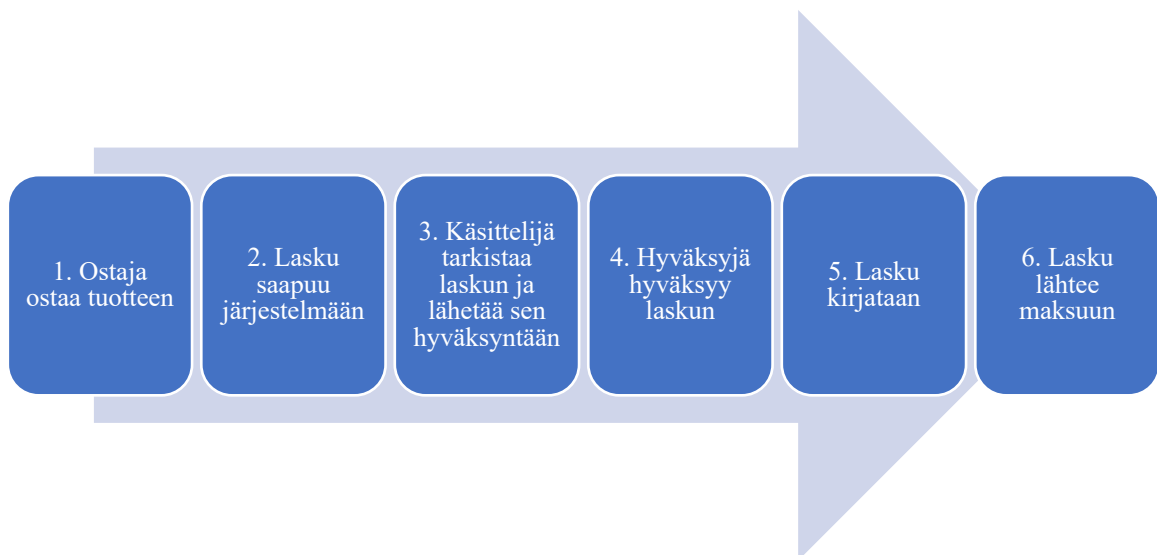 1. Ostaja
ostaa tuotteen
2. Lasku
saapuu
järjestelmään
3. Käsittelijä
tarkistaa
laskun ja
lähetää sen
hyväksyntään
4. Hyväksyjä
hyväksyy
laskun
5. Lasku
kirjataan
6. Lasku
lähtee
maksuun